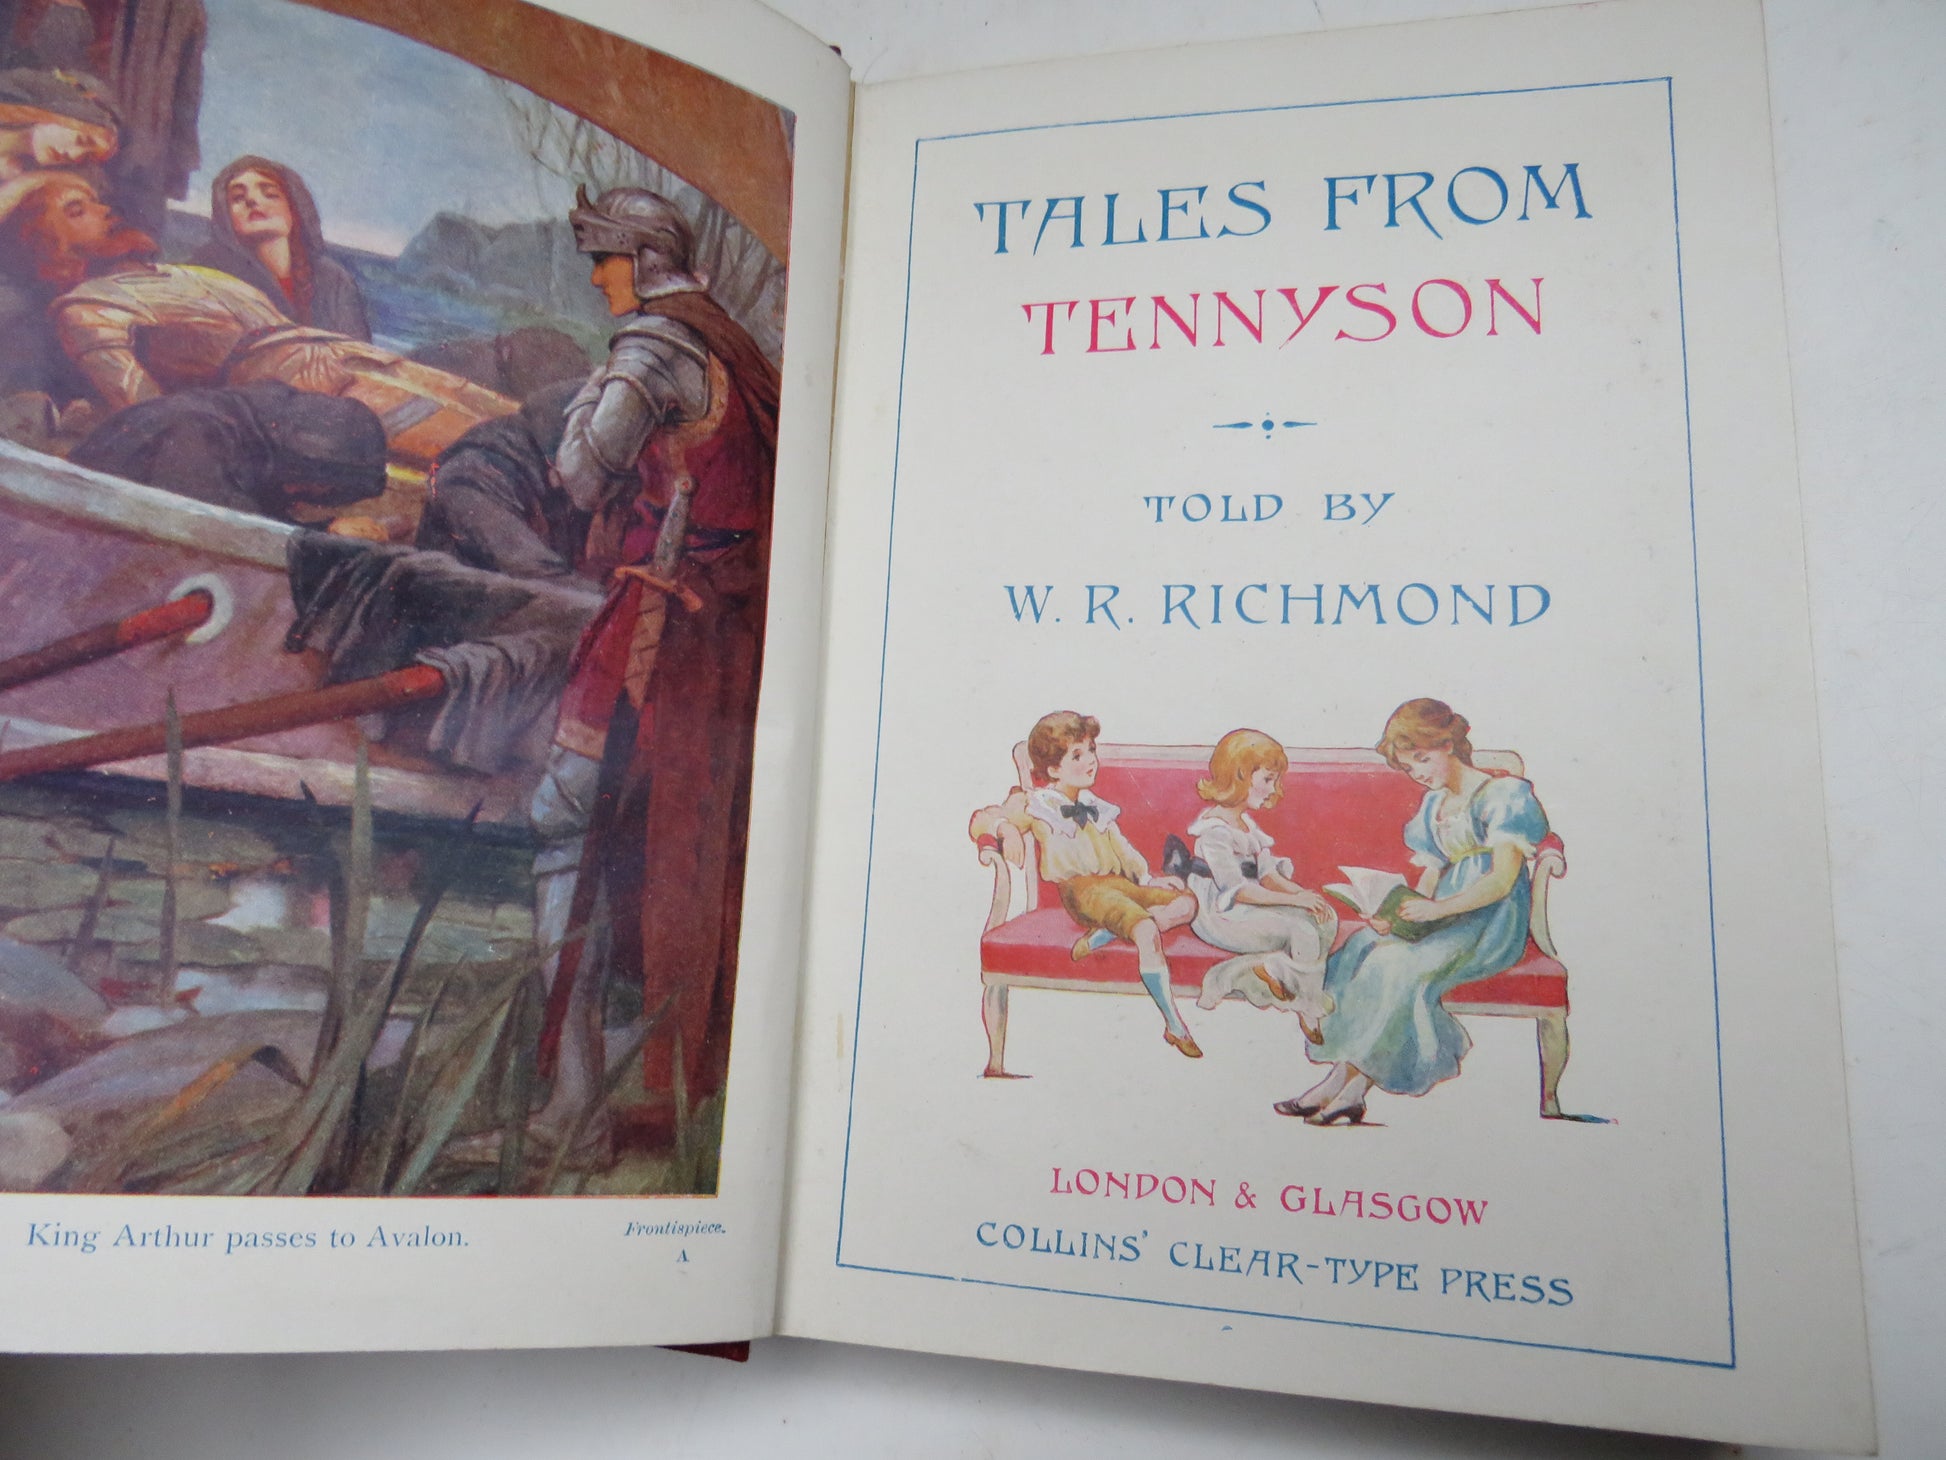 King Arthur passes to Avalon.
Frontispiece.
A
TALES FROM
TENNYSON
TOLD BY
W. R. RICHMOND
LONDON & GLASGOW
COLLINS' CLEAR-TYPE PRESS